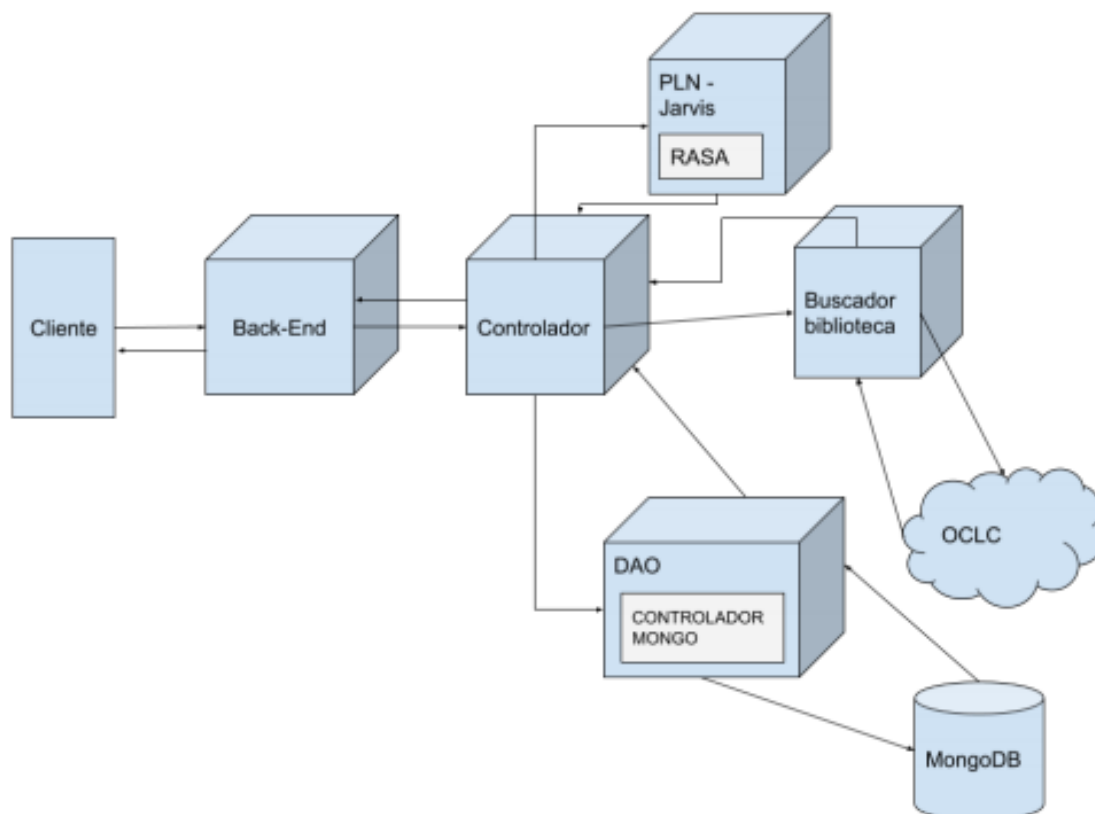 PLN -
Jarvis
RASA
Cliente
Back-End
Controlador
Buscador
biblioteca
OCLC
DAO
CONTROLADOR
MONGO
MongoDB